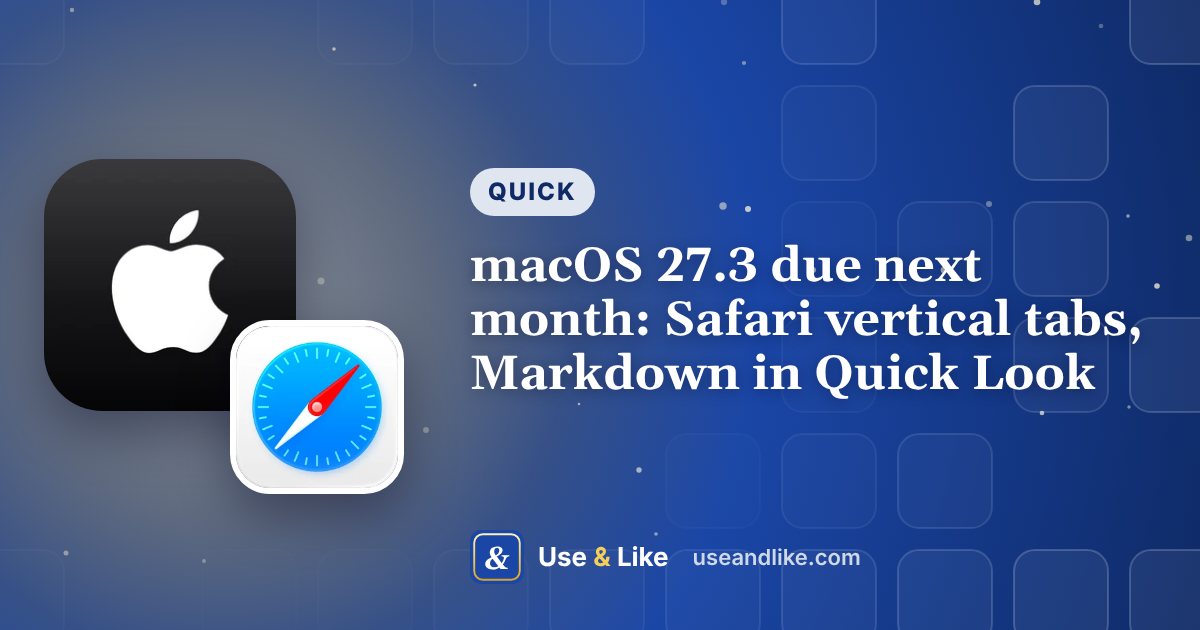 QUICK
macOS 27.3 due next
month: Safari vertical tabs,
Markdown in Quick Look
& Use & Like useandlike.com